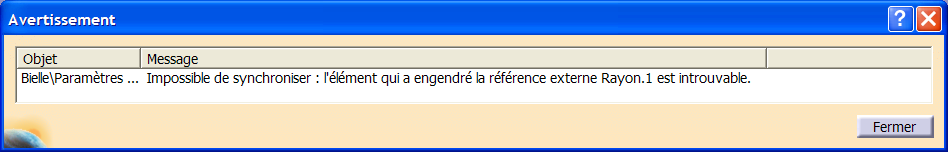 Avertissement
Objet Message
Bielle\Paramètres ... Impossible de synchroniser : l'élément qui a engendré la référence externe Rayon.1 est introuvable.
Fermer